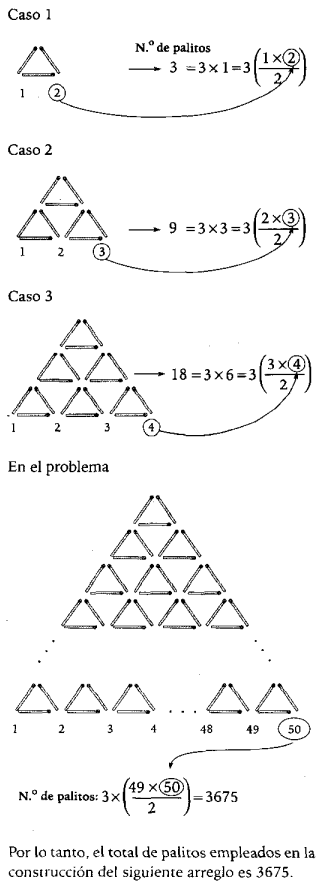 Caso 1
N.º de palitos
3 = 3 × 1 = 3 (1 × 2 / 2)
1 2
Caso 2
9 = 3 × 3 = 3 (2 × 3 / 2)
1 2 3
Caso 3
18 = 3 × 6 = 3 (3 × 4 / 2)
1 2 3 4
En el problema
1 2 3 4 . . . 48 49 50
N.º de palitos: 3 × (49 × 50 / 2) = 3675
Por lo tanto, el total de palitos empleados en la
construcción del siguiente arreglo es 3675.